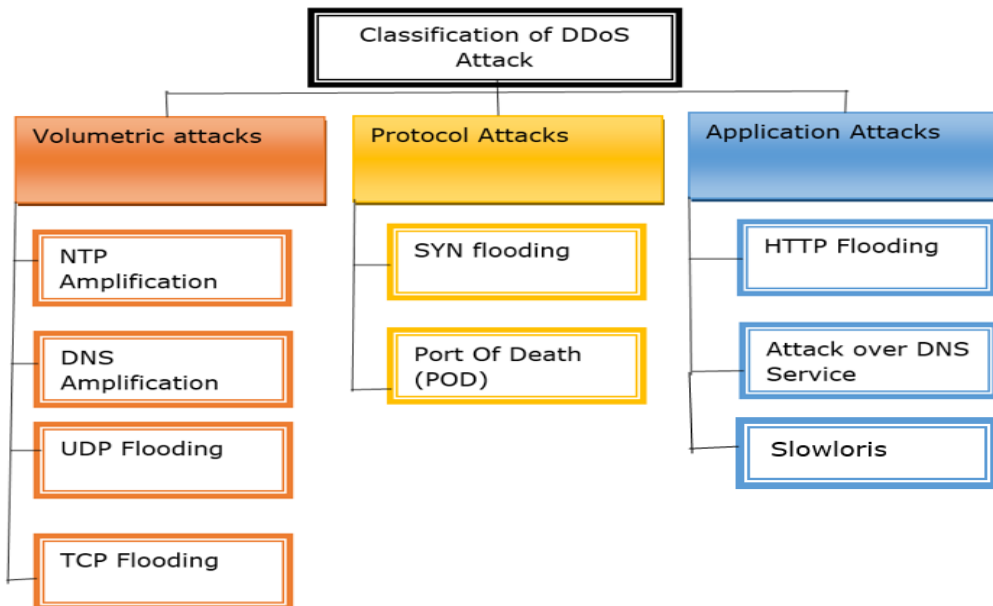 Classification of DDoS
Attack
Volumetric attacks
Protocol Attacks
Application Attacks
NTP
Amplification
DNS
Amplification
UDP Flooding
TCP Flooding
SYN flooding
Port Of Death
(POD)
HTTP Flooding
Attack over DNS
Service
Slowloris